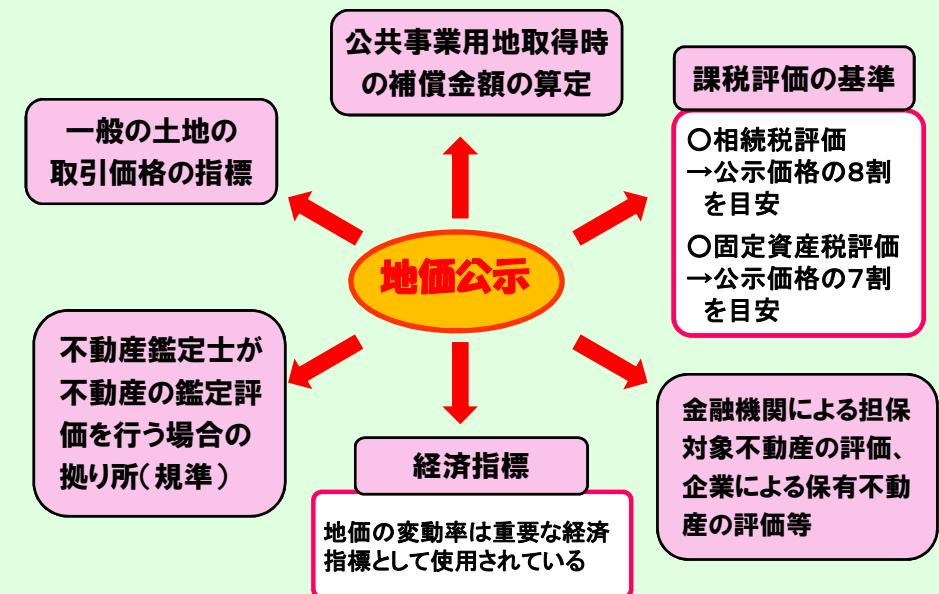 公共事業用地取得時
の補償金額の算定
課税評価の基準
〇相続税評価
→公示価格の8割
を目安
〇固定資産税評価
→公示価格の7割
を目安
一般の土地の
取引価格の指標
地価公示
不動産鑑定士が
不動産の鑑定評
価を行う場合の
拠り所(規準)
経済指標
地価の変動率は重要な経済
指標として使用されている
金融機関による担保
対象不動産の評価、
企業による保有不動
産の評価等